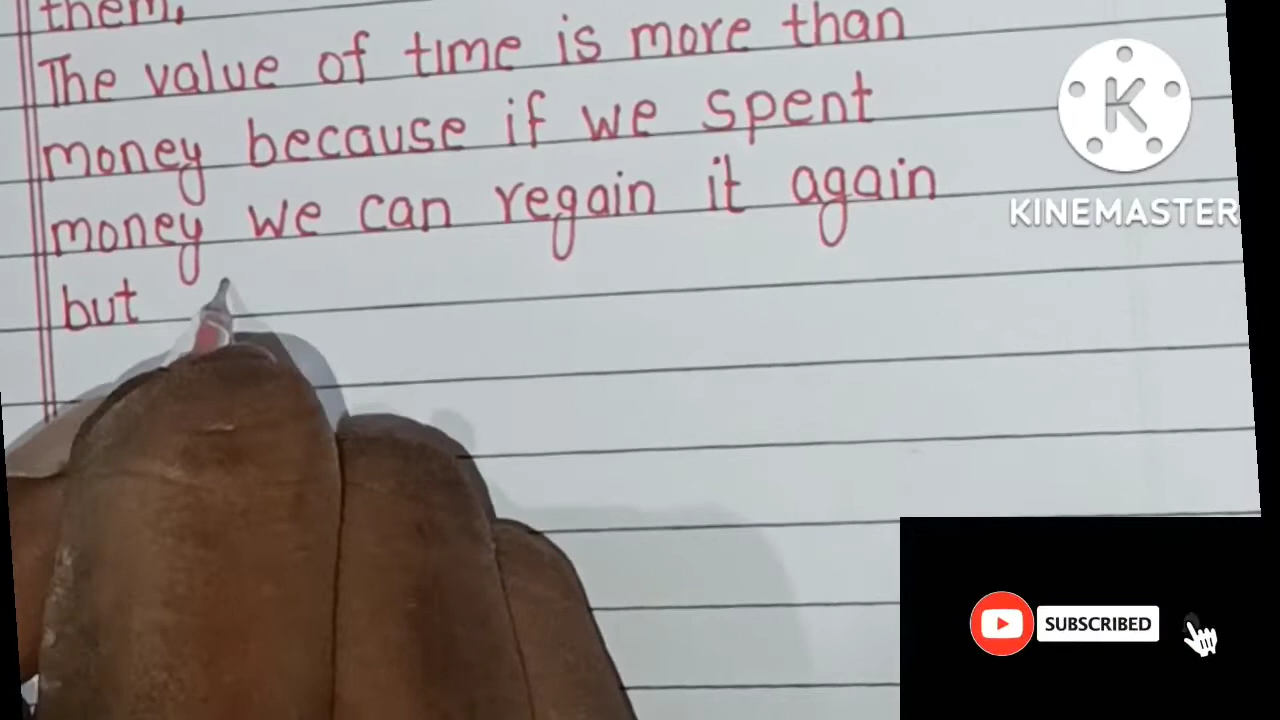 them.
The value of time is more than
money because if we spent
money we can regain it again
but
KINEMASTER
SUBSCRIBED